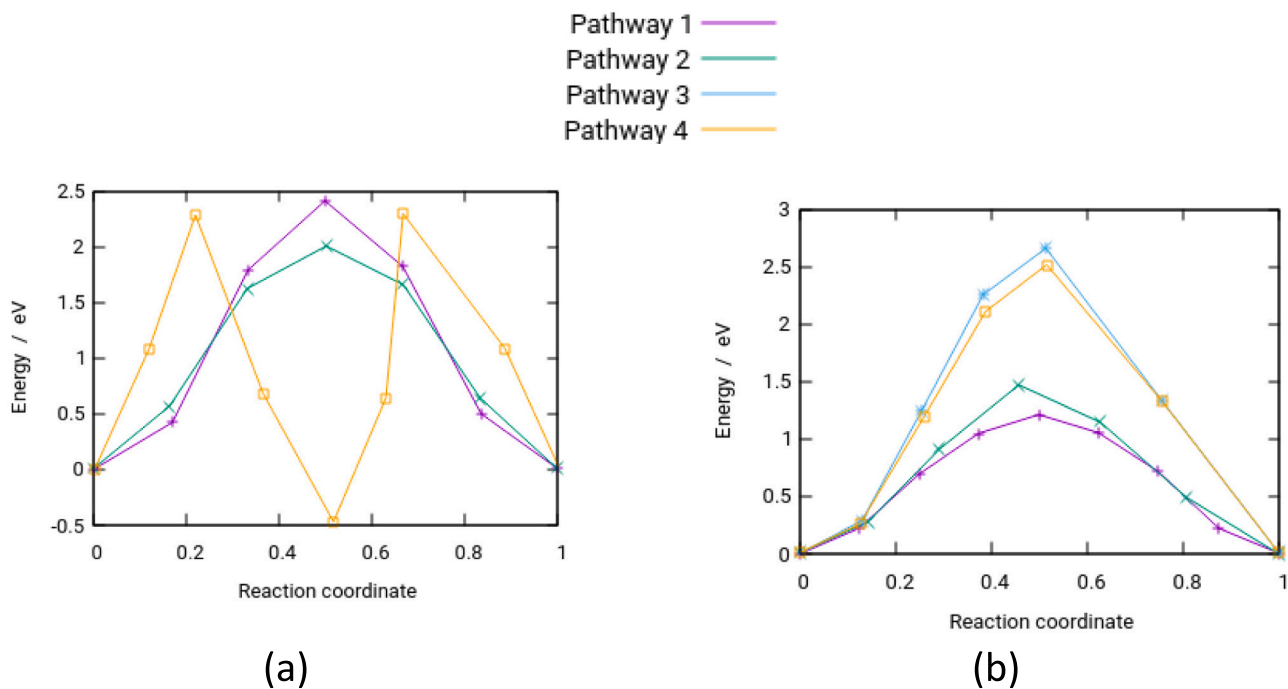 Pathway 1
Pathway 2
Pathway 3
Pathway 4
2.5
2
1.5
1
0.5
0
-0.5
0 0.2 0.4 0.6 0.8 1
Energy / eV
Reaction coordinate
(a)
3
2.5
2
1.5
1
0.5
0
0 0.2 0.4 0.6 0.8 1
Energy / eV
Reaction coordinate
(b)